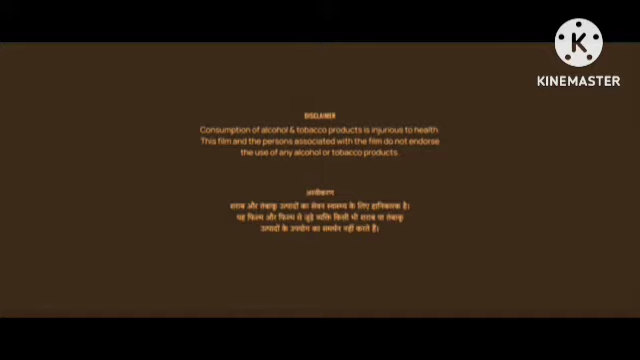 KINEMASTER
DISCLAIMER
Consumption of alcohol & tobacco products is injurious to health.
This film and the persons associated with the film do not endorse
the use of any alcohol or tobacco products.
अस्वीकरण
शराब और तंबाकू उत्पादों का सेवन स्वास्थ्य के लिए हानिकारक है।
यह फिल्म और फिल्म से जुड़े व्यक्ति किसी भी शराब या तंबाकू
उत्पादों के उपयोग का समर्थन नहीं करते हैं।